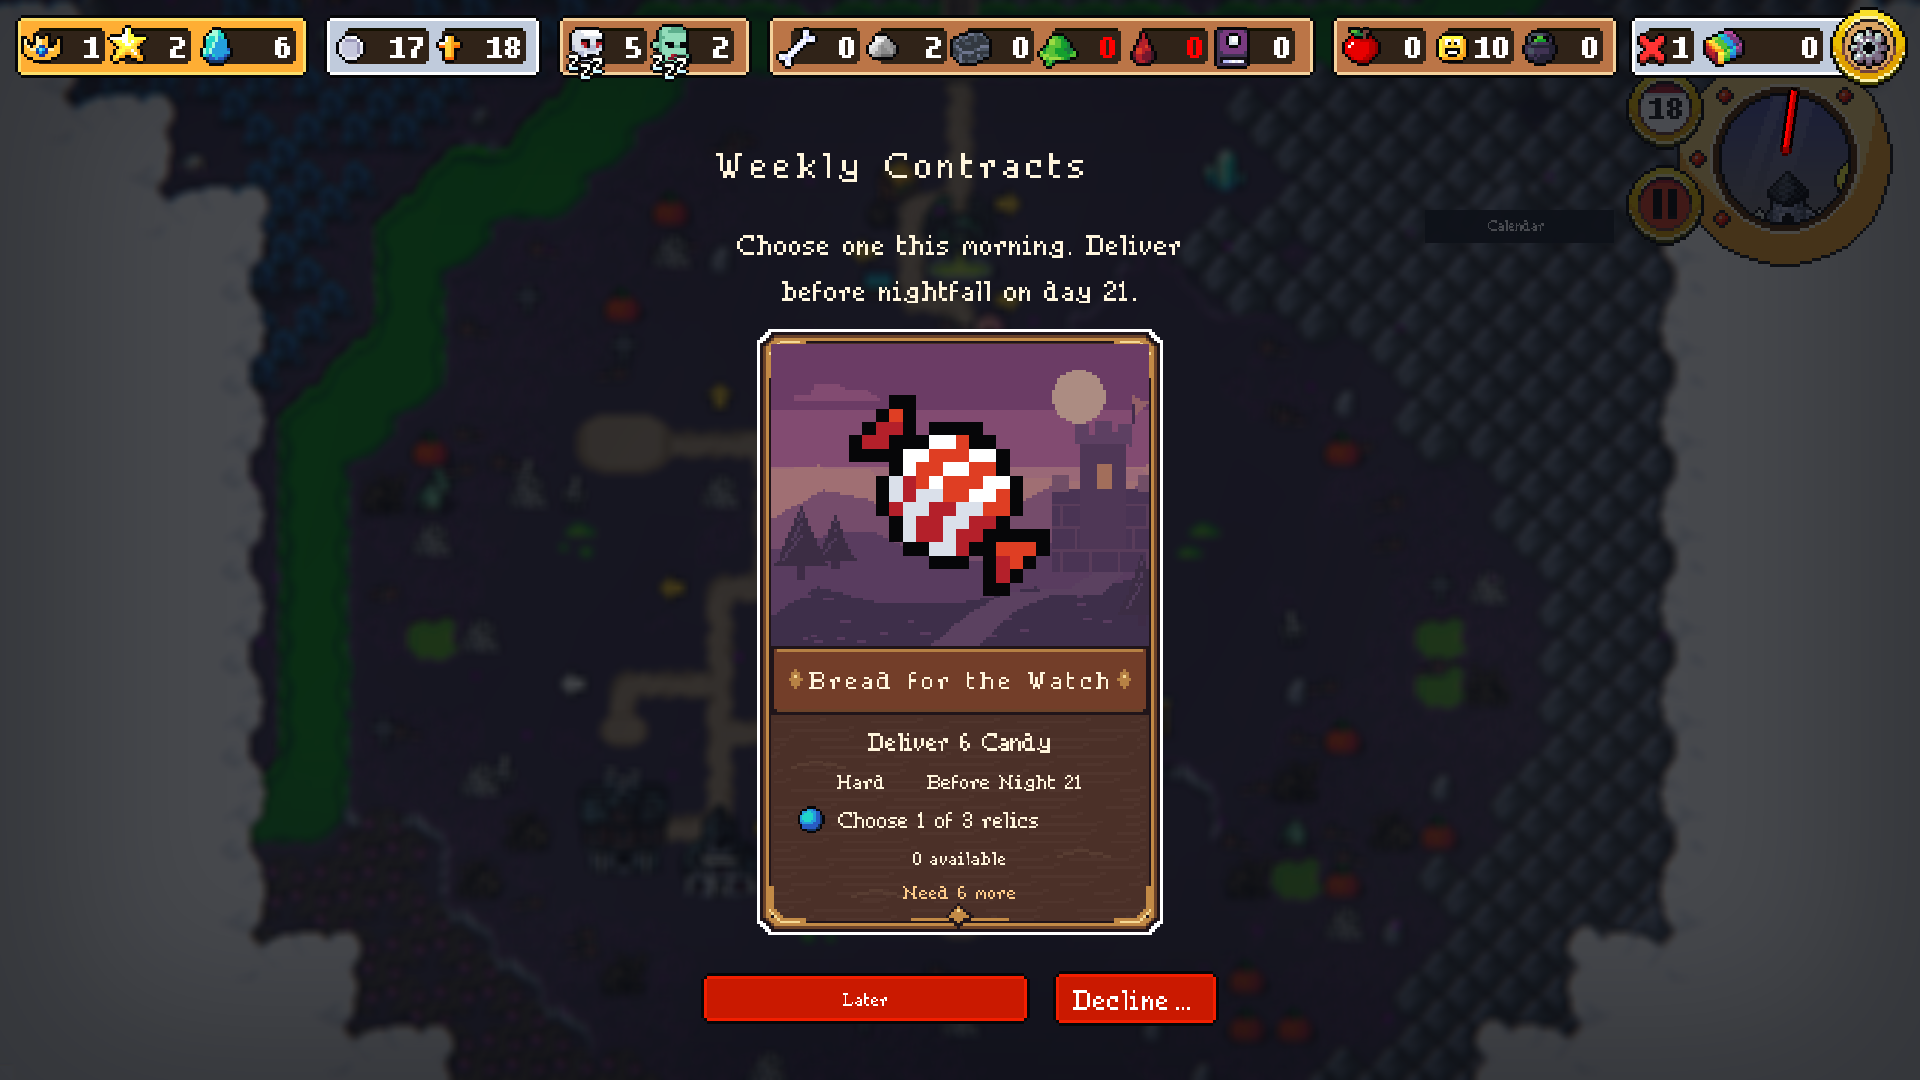 1 2 6 17 18 5 2 0 2 0 0 0 0 0 10 0 1 0
18
Calendar
Weekly Contracts
Choose one this morning. Deliver
before nightfall on day 21.
Bread for the Watch
Deliver 6 Candy
Hard Before Night 21
Choose 1 of 3 relics
0 available
Need 6 more
Later Decline ...